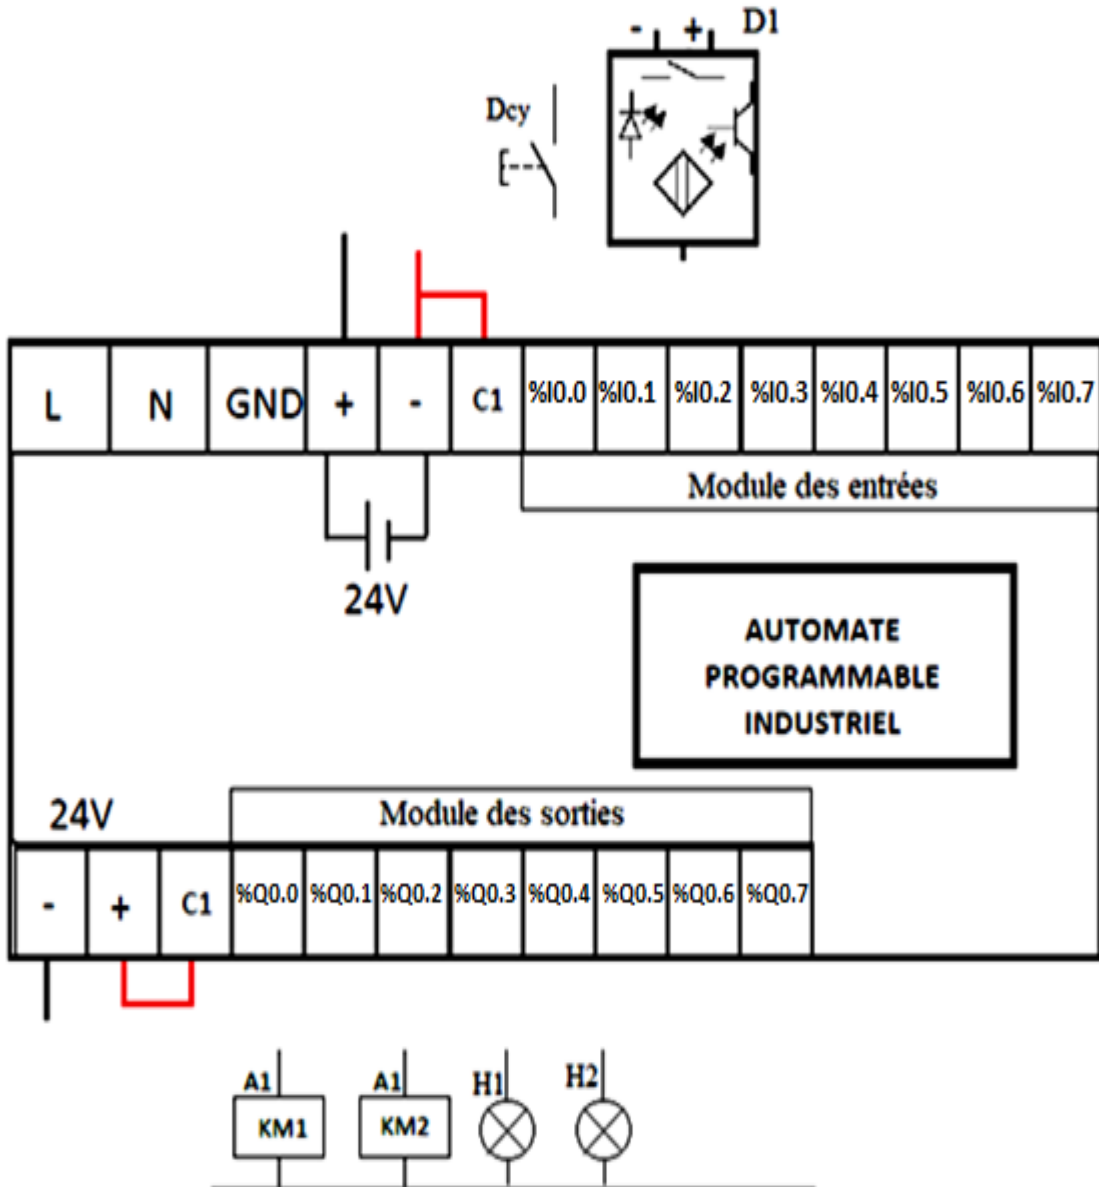 - + D1
Dcy
L N GND + - C1 %I0.0 %I0.1 %I0.2 %I0.3 %I0.4 %I0.5 %I0.6 %I0.7
Module des entrées
24V
AUTOMATE
PROGRAMMABLE
INDUSTRIEL
24V
Module des sorties
- + C1 %Q0.0 %Q0.1 %Q0.2 %Q0.3 %Q0.4 %Q0.5 %Q0.6 %Q0.7
A1 A1 H1 H2
KM1 KM2